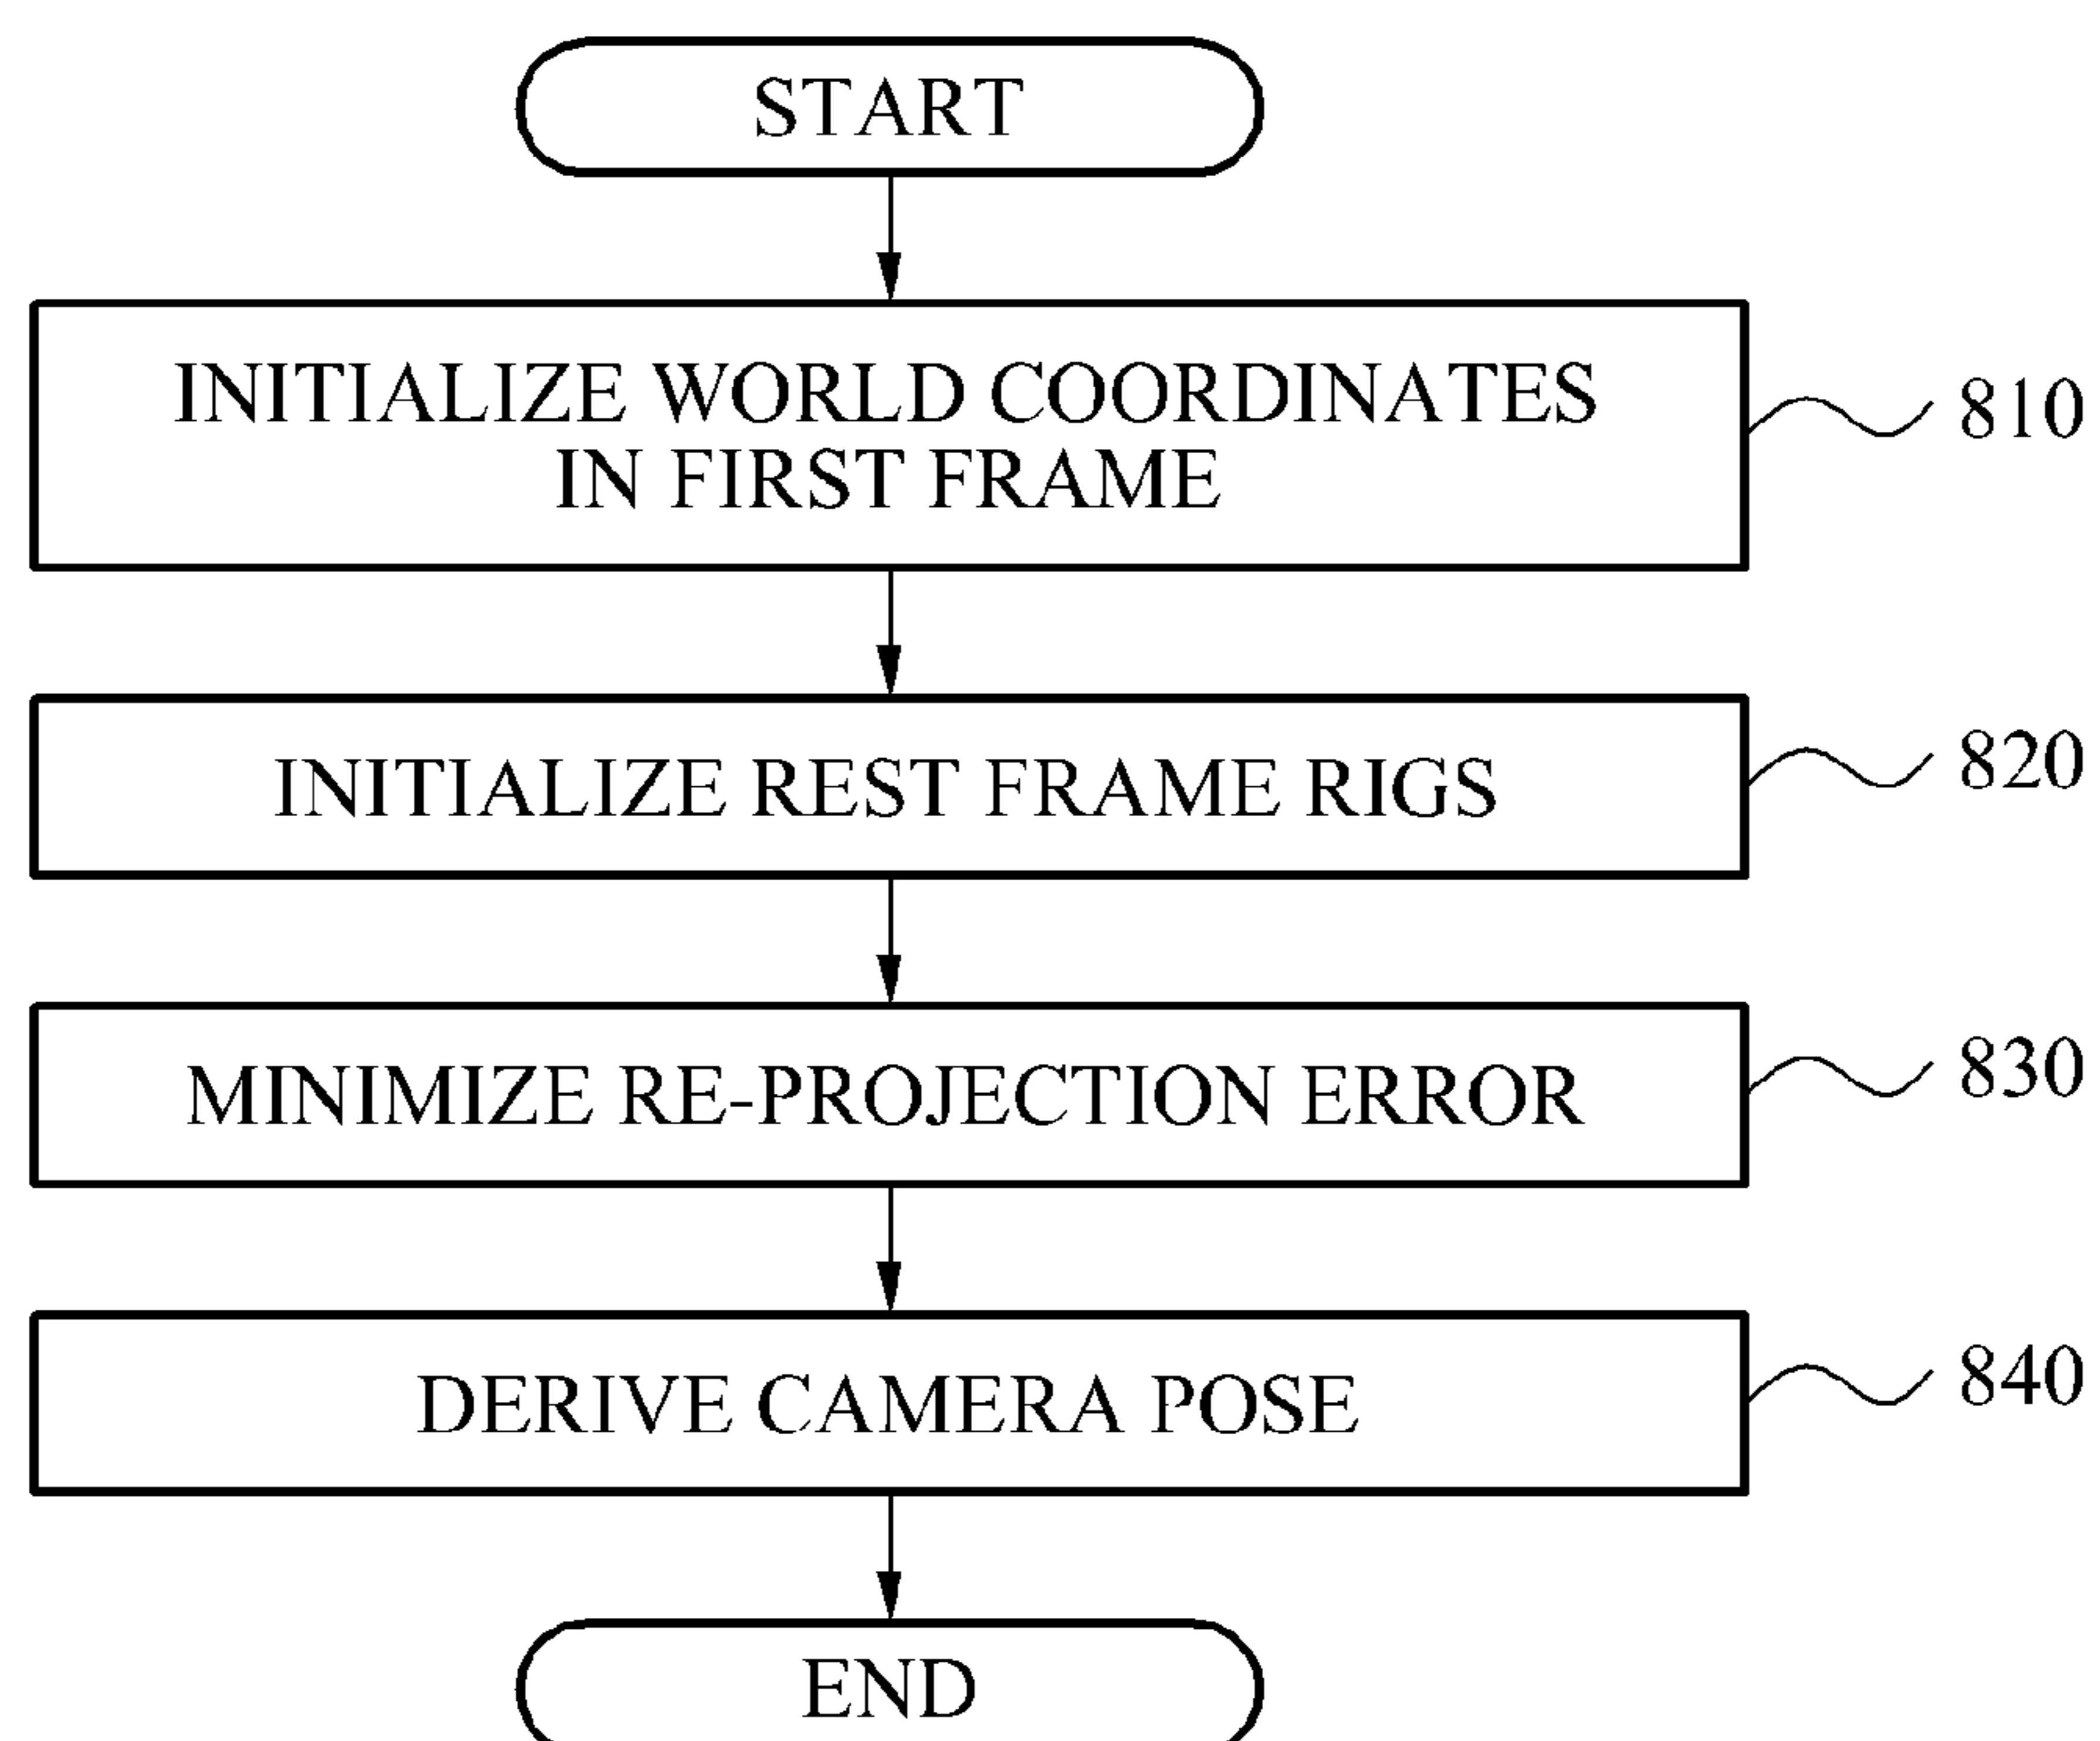 START
INITIALIZE WORLD COORDINATES
IN FIRST FRAME
810
INITIALIZE REST FRAME RIGS
820
MINIMIZE RE-PROJECTION ERROR
830
DERIVE CAMERA POSE
840
END